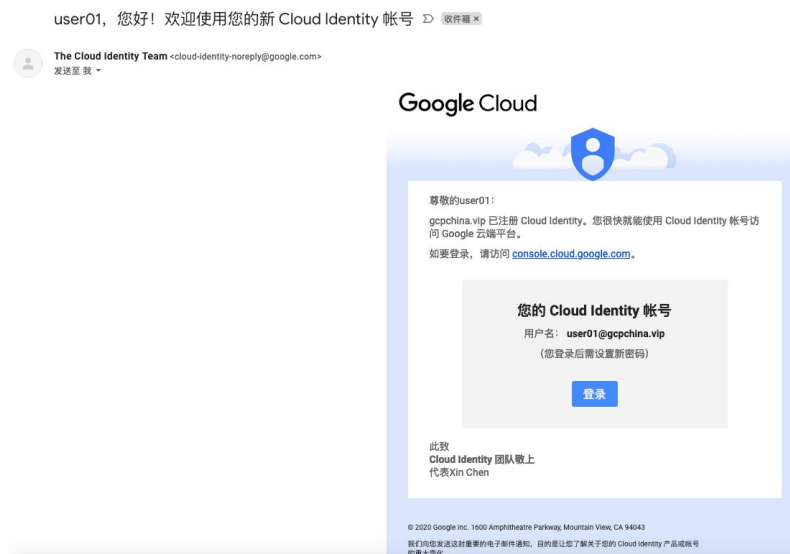 user01，您好！欢迎使用您的新 Cloud Identity 帐号 收件箱 ×
The Cloud Identity Team <cloud-identity-noreply@google.com>
发送至 我
Google Cloud
尊敬的user01：
gcpchina.vip 已注册 Cloud Identity。您很快就能使用 Cloud Identity 帐号访
问 Google 云端平台。
如要登录，请访问 console.cloud.google.com。
您的 Cloud Identity 帐号
用户名： user01@gcpchina.vip
（您登录后需设置新密码）
登录
此致
Cloud Identity 团队敬上
代表Xin Chen
© 2020 Google Inc. 1600 Amphitheatre Parkway, Mountain View, CA 94043
我们向您发送这封重要的电子邮件通知，目的是让您了解关于您的 Cloud Identity 产品或帐号
的重大变化